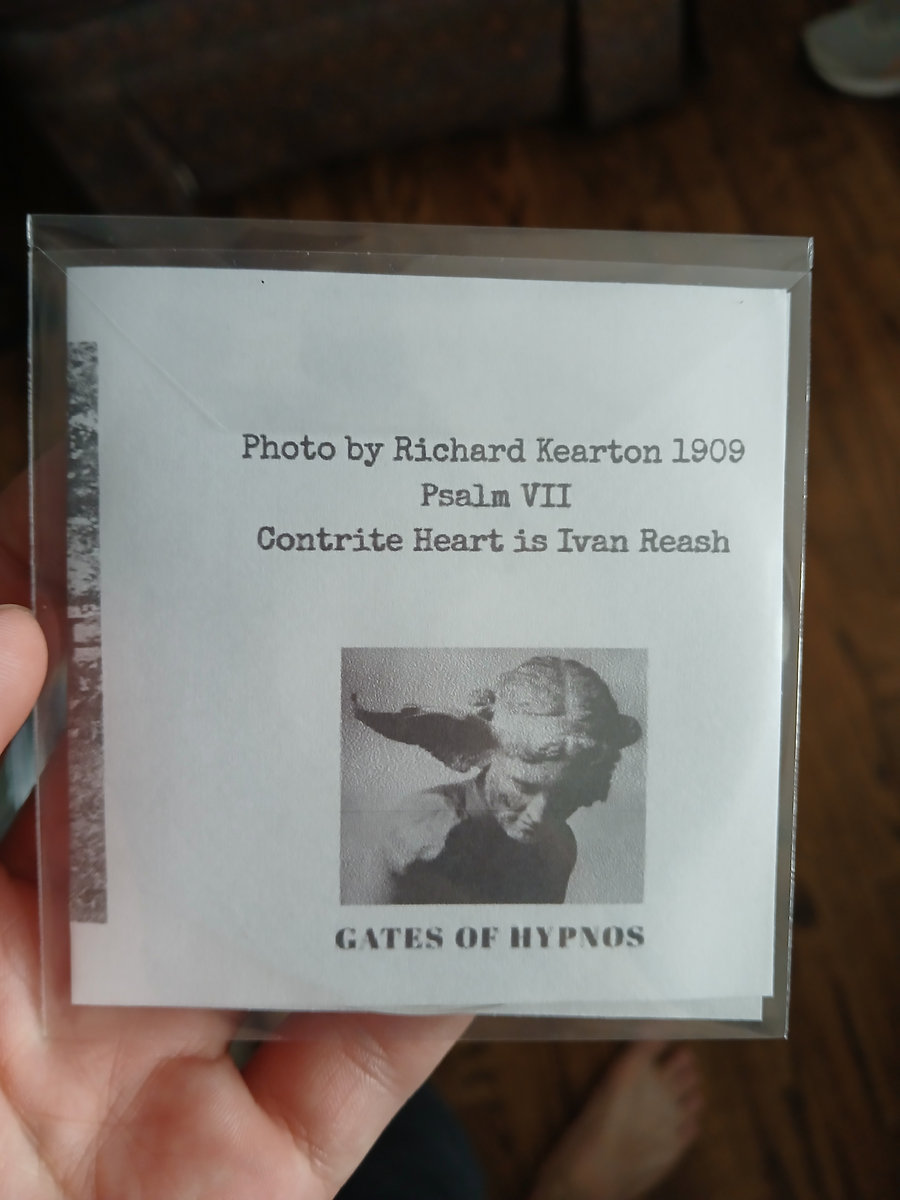 Photo by Richard Kearton 1909
Psalm VII
Contrite Heart is Ivan Reash
GATES OF HYPNOS